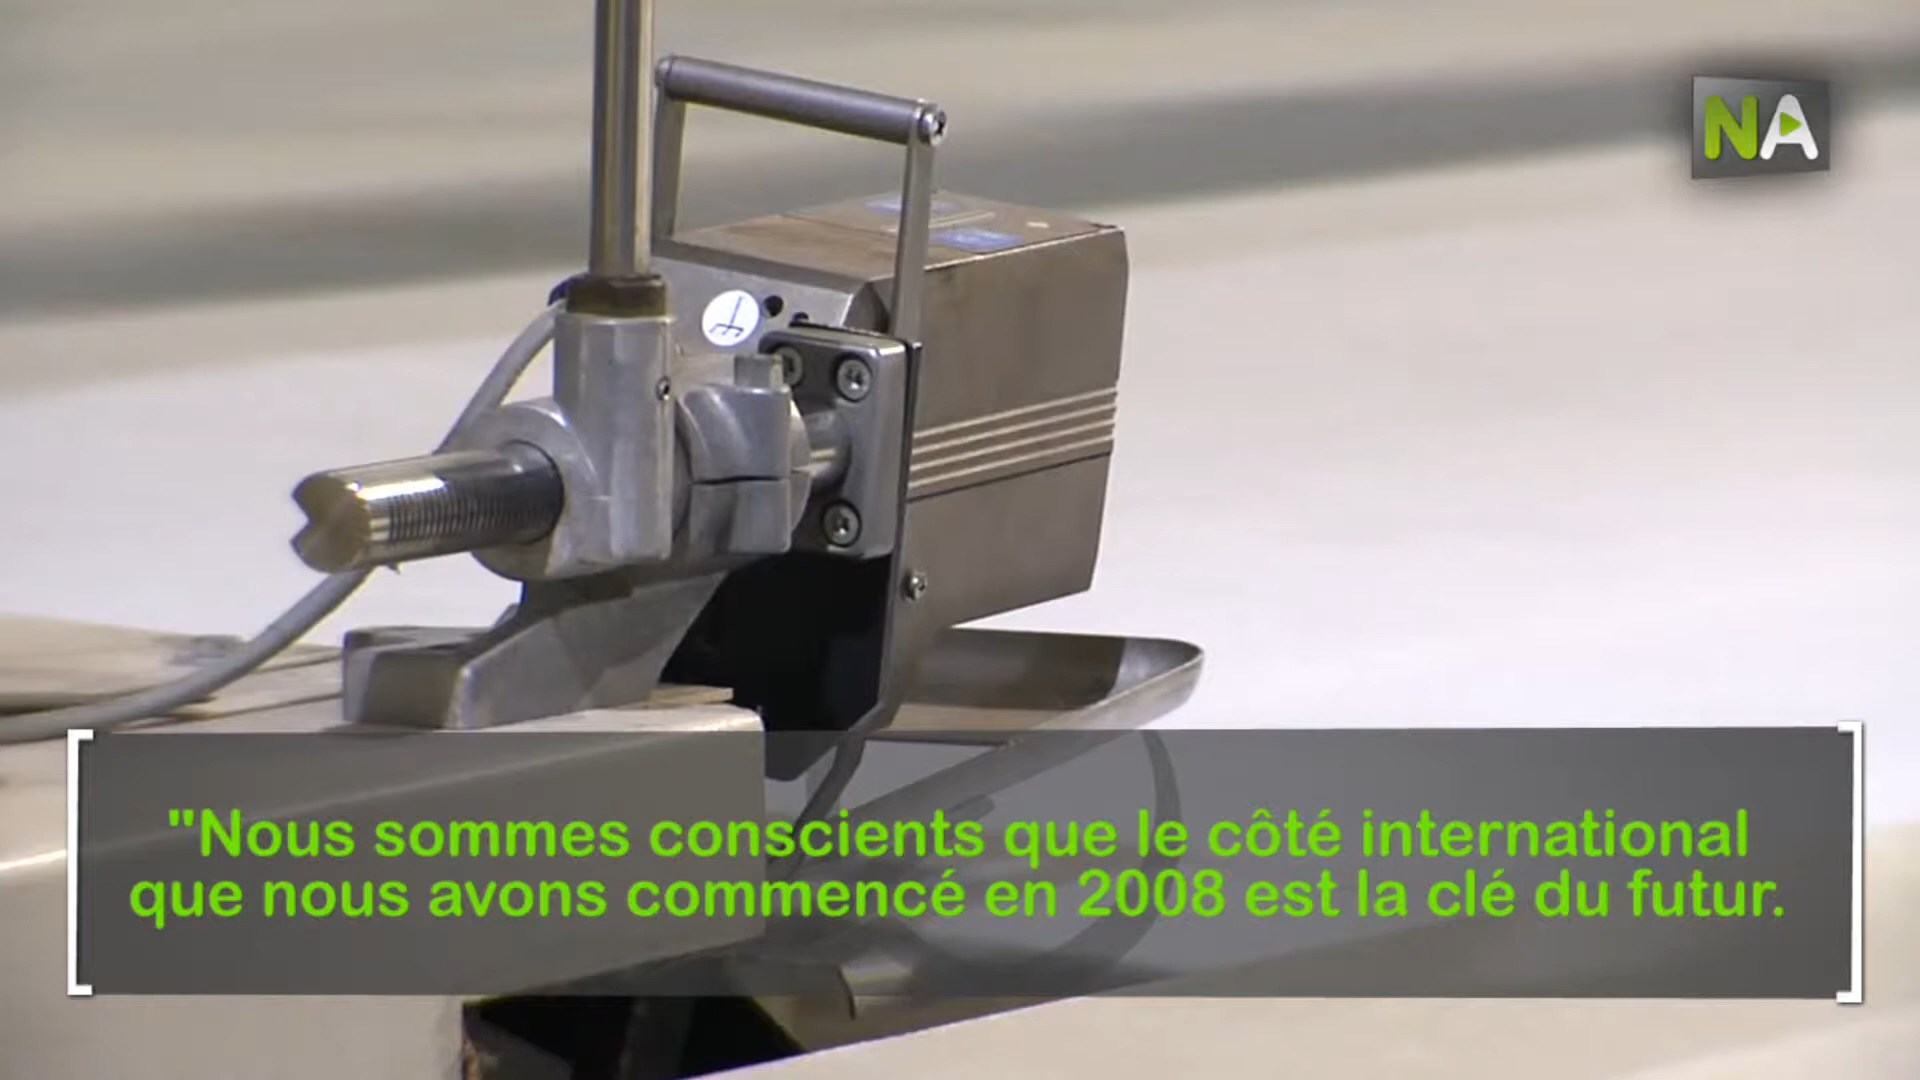 NA
"Nous sommes conscients que le côté international
que nous avons commencé en 2008 est la clé du futur.